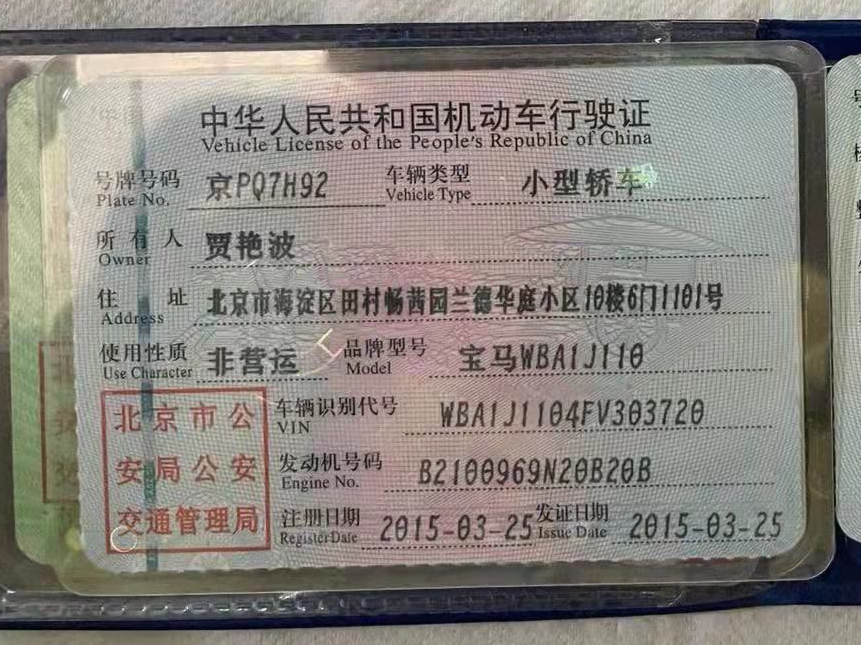 中华人民共和国机动车行驶证
Vehicle License of the People's Republic of China
号牌号码 京PQ7H92 车辆类型 小型轿车
Plate No. Vehicle Type
所有人 贾艳波
Owner
住址 北京市海淀区田村畅茜园兰德华庭小区10楼6门1101号
Address
使用性质 非营运 品牌型号 宝马WBA1J110
Use Character Model
北京市公
安局公安
交通管理局
车辆识别代号 WBA1J1104FV303720
VIN
发动机号码 B2100969N20B20B
Engine No.
注册日期 2015-03-25 发证日期 2015-03-25
Register Date Issue Date